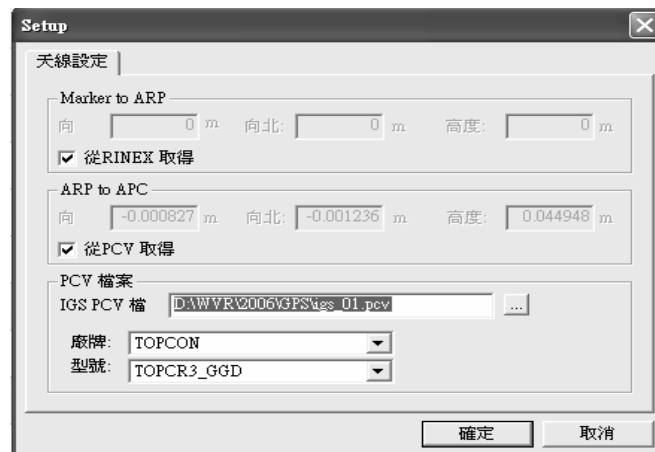 Setup
天線設定
Marker to ARP
向 0 m 向北: 0 m 高度: 0 m
從RINEX 取得
ARP to APC
向 -0.000827 m 向北: -0.001236 m 高度: 0.044948 m
從PCV 取得
PCV 檔案
IGS PCV 檔 D:\WVR\2006\GPS\igs_01.pcv ...
廠牌: TOPCON
型號: TOPCR3_GGD
確定 取消